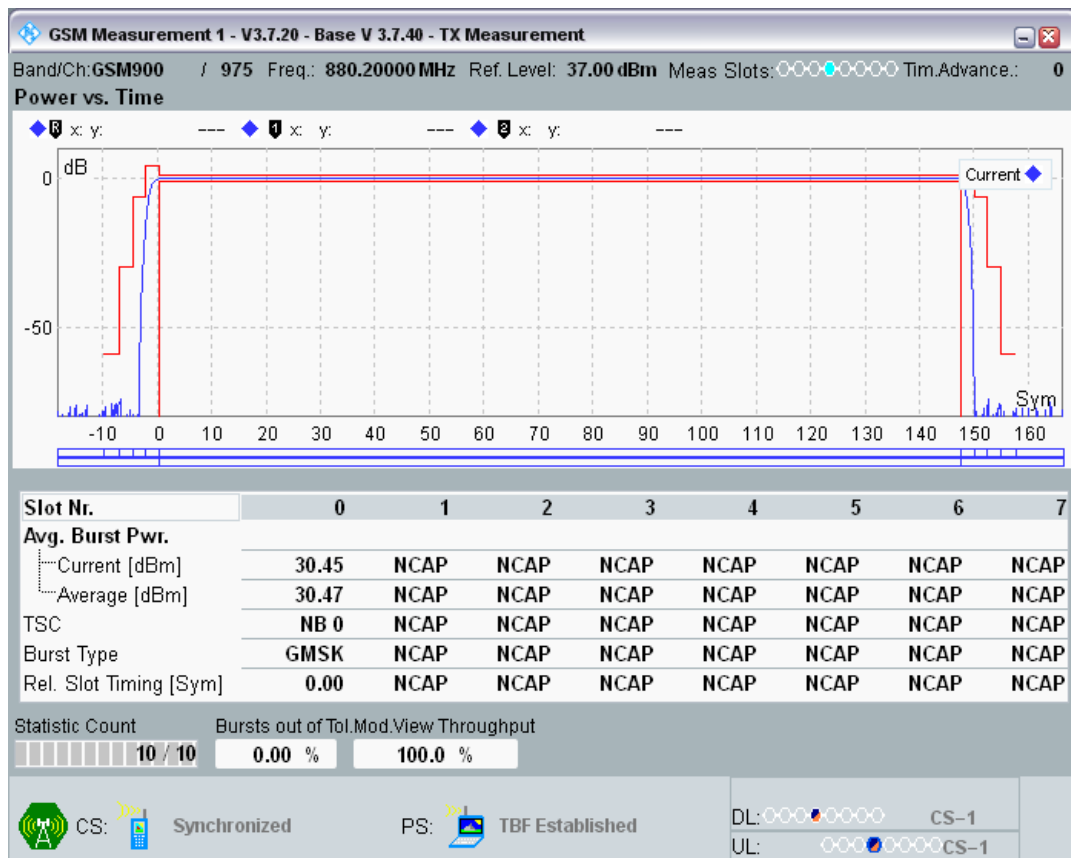 GSM Measurement 1 - V3.7.20 - Base V 3.7.40 - TX Measurement
Band/Ch:GSM900 / 975 Freq.: 880.20000 MHz Ref. Level: 37.00 dBm Meas Slots: Tim.Advance.: 0
Power vs. Time
R x: y: --- 1 x: y: --- 2 x: y: ---
dB
0
Current
-50
Sym
-10 0 10 20 30 40 50 60 70 80 90 100 110 120 130 140 150 160
Slot Nr. 0 1 2 3 4 5 6 7
Avg. Burst Pwr.
Current [dBm] 30.45 NCAP NCAP NCAP NCAP NCAP NCAP NCAP
Average [dBm] 30.47 NCAP NCAP NCAP NCAP NCAP NCAP NCAP
TSC NB 0 NCAP NCAP NCAP NCAP NCAP NCAP NCAP
Burst Type GMSK NCAP NCAP NCAP NCAP NCAP NCAP NCAP
Rel. Slot Timing [Sym] 0.00 NCAP NCAP NCAP NCAP NCAP NCAP NCAP
Statistic Count Bursts out of Tol.Mod.View Throughput
10 / 10 0.00 % 100.0 %
CS: Synchronized PS: TBF Established
DL: CS-1
UL: CS-1